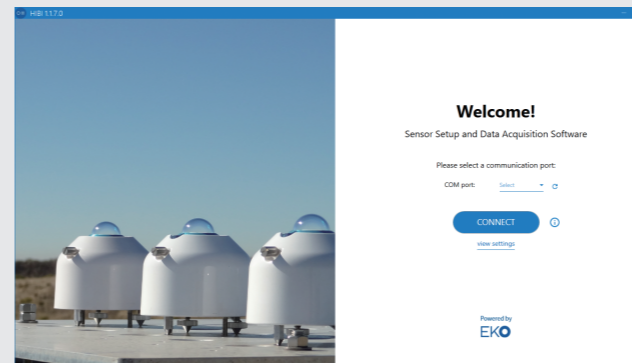 HIBI 1.1.7.0
Welcome!
Sensor Setup and Data Acquisition Software
Please select a communication port:
COM port:
Select
CONNECT
view settings
Powered by
EKO